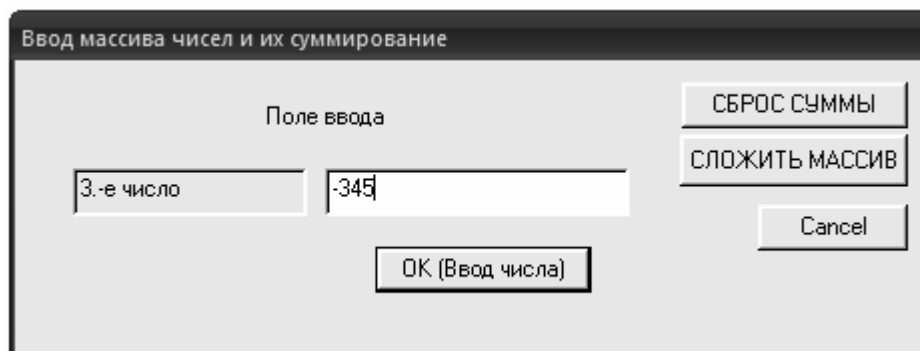 Ввод массива чисел и их суммирование
Поле ввода
СБРОС СУММЫ
СЛОЖИТЬ МАССИВ
3.-е число
-345
Cancel
OK (Ввод числа)